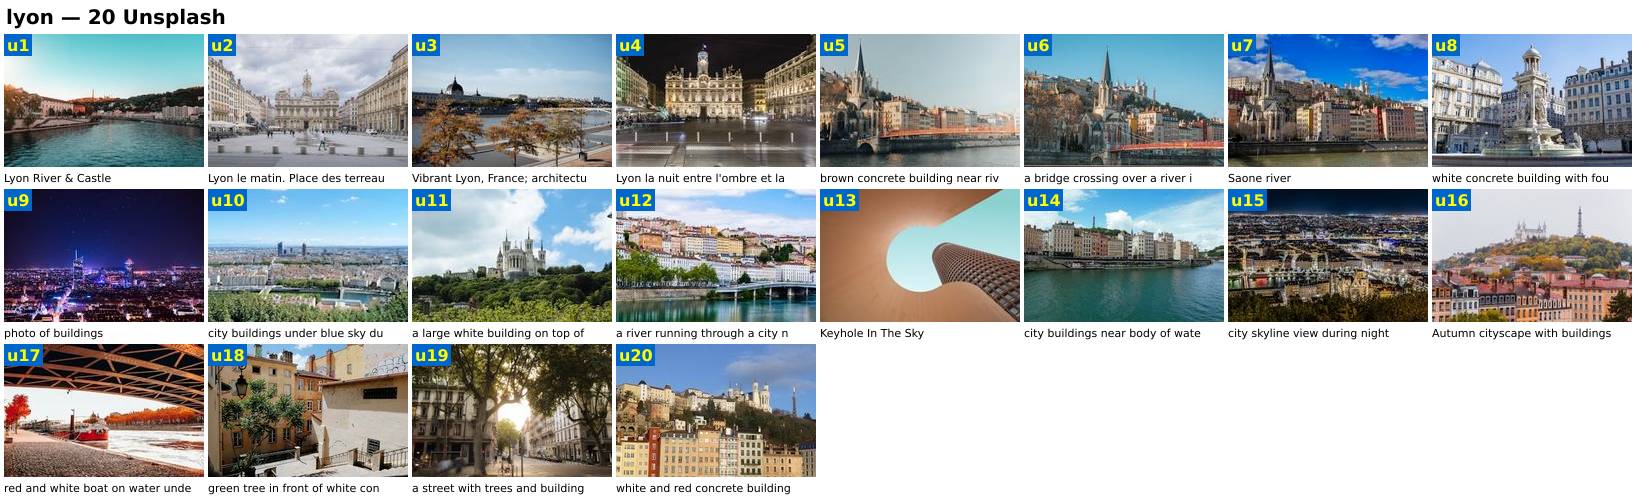 lyon — 20 Unsplash
u1
u2
u3
u4
u5
u6
u7
u8
Lyon River & Castle
Lyon le matin. Place des terreau
Vibrant Lyon, France; architectu
Lyon la nuit entre l'ombre et la
brown concrete building near riv
a bridge crossing over a river i
Saone river
white concrete building with fou
u9
u10
u11
u12
u13
u14
u15
u16
photo of buildings
city buildings under blue sky du
a large white building on top of
a river running through a city n
Keyhole In The Sky
city buildings near body of wate
city skyline view during night
Autumn cityscape with buildings
u17
u18
u19
u20
red and white boat on water unde
green tree in front of white con
a street with trees and building
white and red concrete building